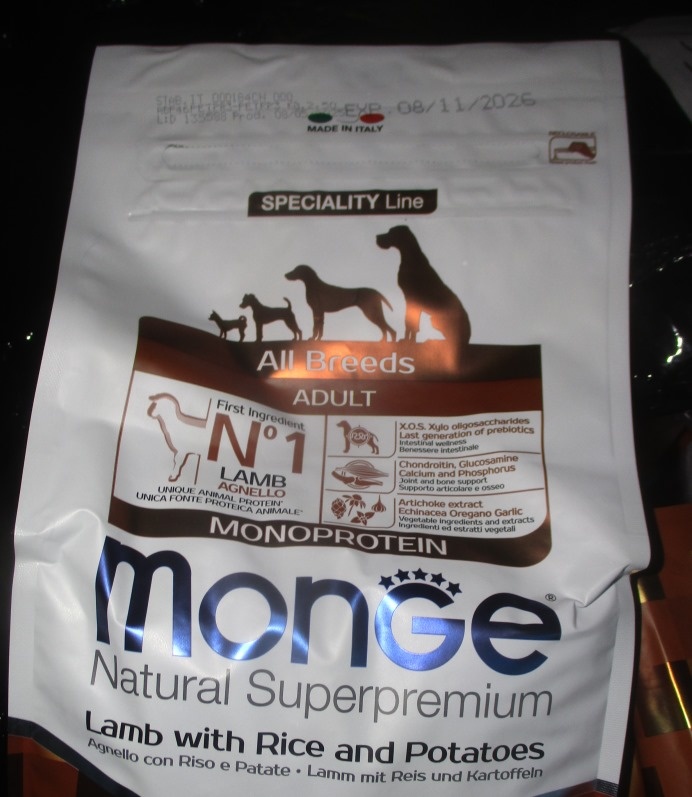 EXP 08/11/2026
MADE IN ITALY
SPECIALITY Line
All Breeds
ADULT
First Ingredient
Nº1
LAMB
AGNELLO
UNIQUE ANIMAL PROTEIN*
UNICA FONTE PROTEICA ANIMALE*
X.O.S. Xylo oligosaccharides
Last generation of prebiotics
Intestinal wellness
Benessere intestinale
Chondroitin, Glucosamine
Calcium and Phosphorus
Joint and bone support
Supporto articolare e osseo
Artichoke extract
Echinacea Oregano Garlic
Vegetable ingredients and extracts
Ingredienti ed estratti vegetali
MONOPROTEIN
monGe®
Natural Superpremium
Lamb with Rice and Potatoes
Agnello con Riso e Patate • Lamm mit Reis und Kartoffeln